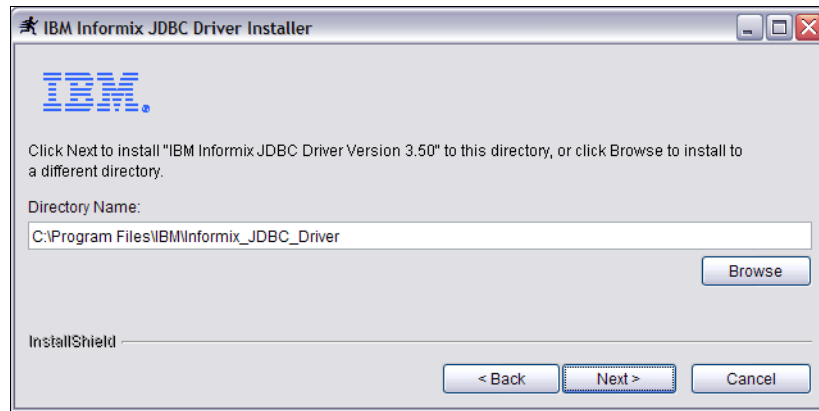 IBM Informix JDBC Driver Installer
IBM.
Click Next to install "IBM Informix JDBC Driver Version 3.50" to this directory, or click Browse to install to
a different directory.
Directory Name:
C:\Program Files\IBM\Informix_JDBC_Driver
Browse
InstallShield
< Back Next > Cancel